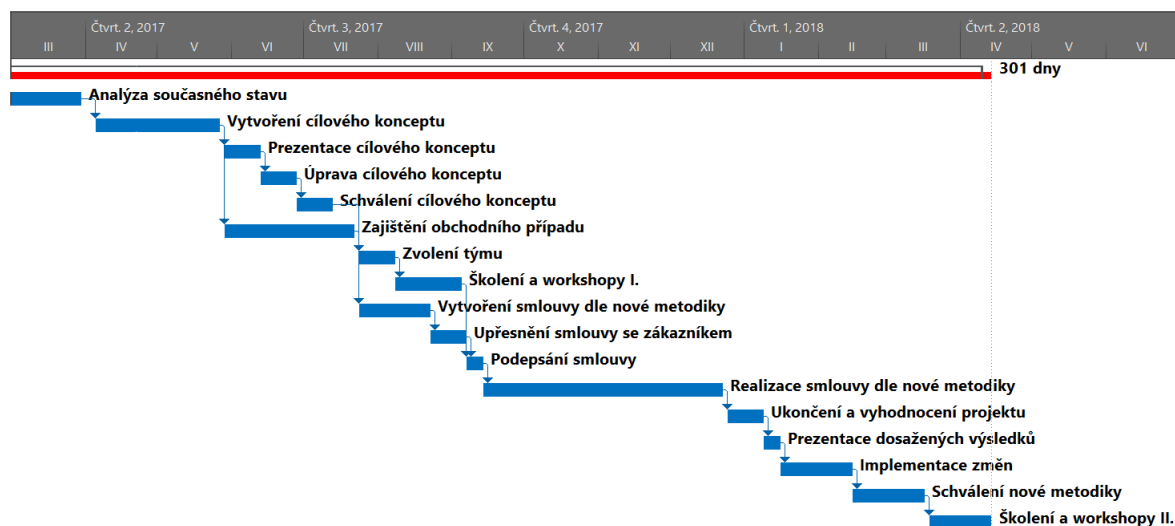 Čtvrt. 2, 2017 Čtvrt. 3, 2017 Čtvrt. 4, 2017 Čtvrt. 1, 2018 Čtvrt. 2, 2018
III IV V VI VII VIII IX X XI XII I II III IV V VI
301 dny
Analýza současného stavu
Vytvoření cílového konceptu
Prezentace cílového konceptu
Úprava cílového konceptu
Schválení cílového konceptu
Zajištění obchodního případu
Zvolení týmu
Školení a workshopy I.
Vytvoření smlouvy dle nové metodiky
Upřesnění smlouvy se zákazníkem
Podepsání smlouvy
Realizace smlouvy dle nové metodiky
Ukončení a vyhodnocení projektu
Prezentace dosažených výsledků
Implementace změn
Schválení nové metodiky
Školení a workshopy II.